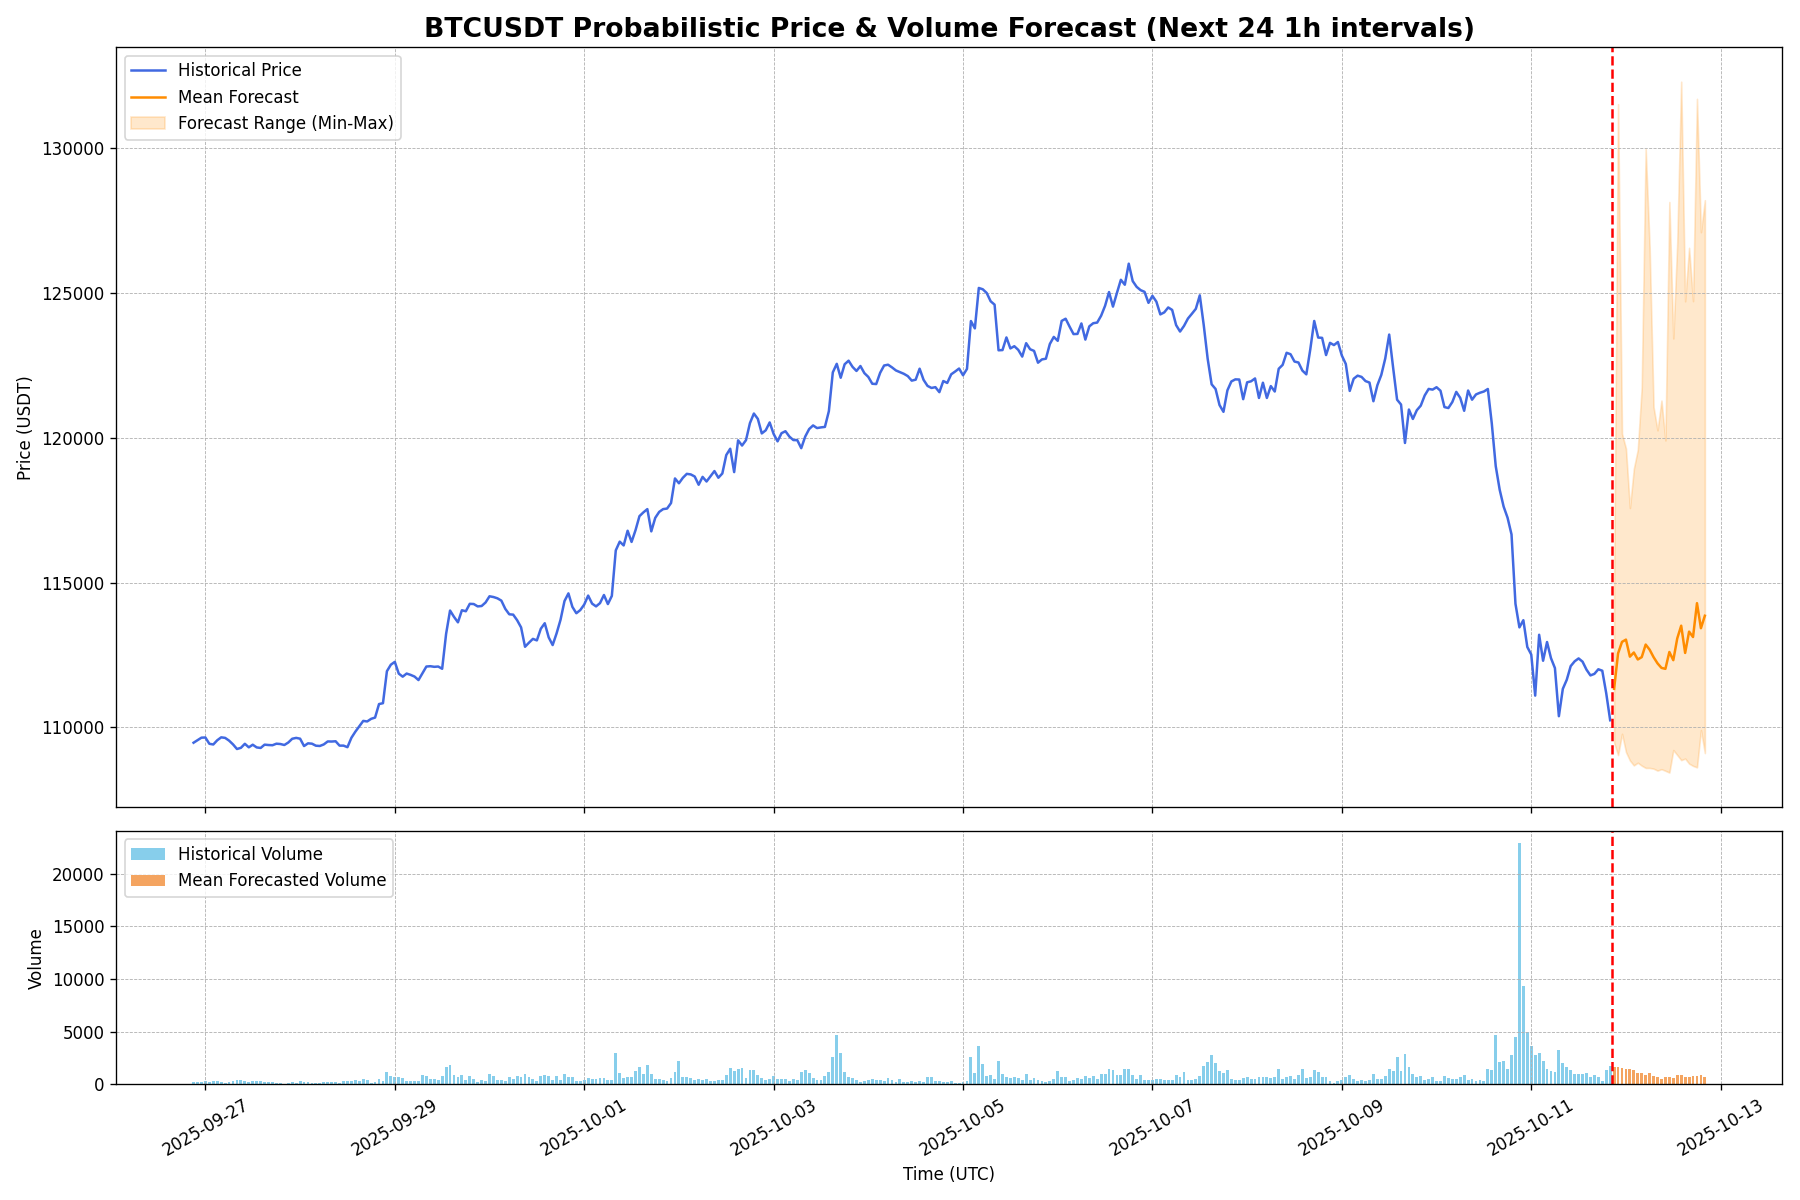 BTCUSDT Probabilistic Price & Volume Forecast (Next 24 1h intervals)
Historical Price
Mean Forecast
Forecast Range (Min-Max)
130000
125000
120000
115000
110000
Price (USDT)
Historical Volume
Mean Forecasted Volume
20000
15000
10000
5000
0
Volume
2025-09-27
2025-09-29
2025-10-01
2025-10-03
2025-10-05
2025-10-07
2025-10-09
2025-10-11
2025-10-13
Time (UTC)